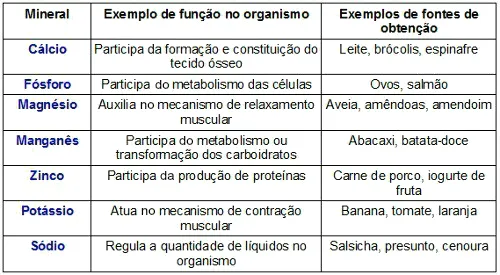 Mineral Exemplo de função no organismo Exemplos de fontes de
obtenção
Cálcio Participa da formação e constituição do Leite, brócolis, espinafre
tecido ósseo
Fósforo Participa do metabolismo das células Ovos, salmão
Magnésio Auxilia no mecanismo de relaxamento Aveia, amêndoas, amendoim
muscular
Manganês Participa do metabolismo ou Abacaxi, batata-doce
transformação dos carboidratos
Zinco Participa da produção de proteínas Carne de porco, iogurte de
fruta
Potássio Atua no mecanismo de contração Banana, tomate, laranja
muscular
Sódio Regula a quantidade de líquidos no Salsicha, presunto, cenoura
organismo